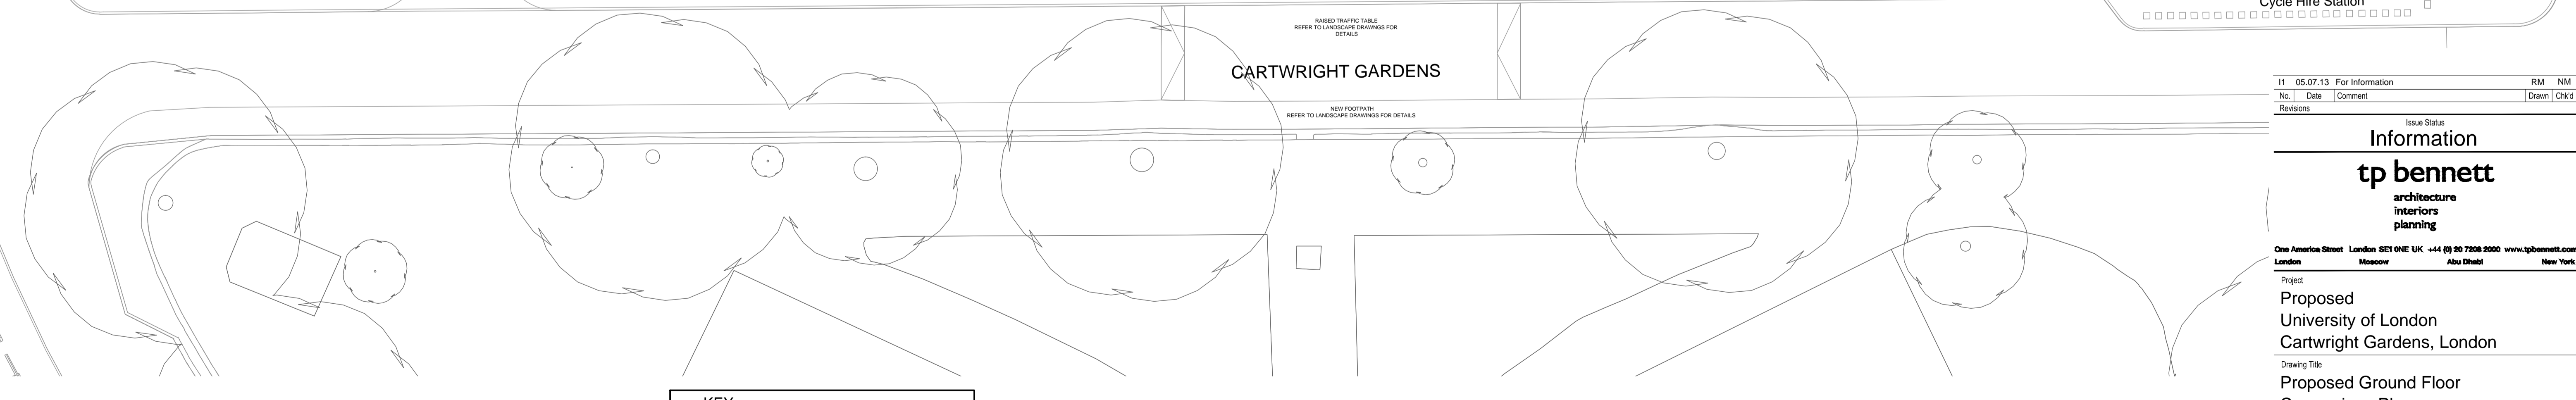 Cycle Hire Station
RAISED TRAFFIC TABLE
REFER TO LANDSCAPE DRAWNGS FOR
DETAILS
CARTWRIGHT GARDENS
NEW FOOTPATH
REFER TO LANDSCAPE DRAWINGS FOR DETAILS
I1 05.07.13 For Information RM NM
No. Date Comment Drawn Chk'd
Revisions
Issue Status
Information
tp bennett
architecture
interiors
planning
One America Street London SE1 0NE UK +44 (0) 20 7208 2000 www.tpbennett.com
London Moscow Abu Dhabi New York
Project
Proposed
University of London
Cartwright Gardens, London
Drawing Title
Proposed Ground Floor
KEY